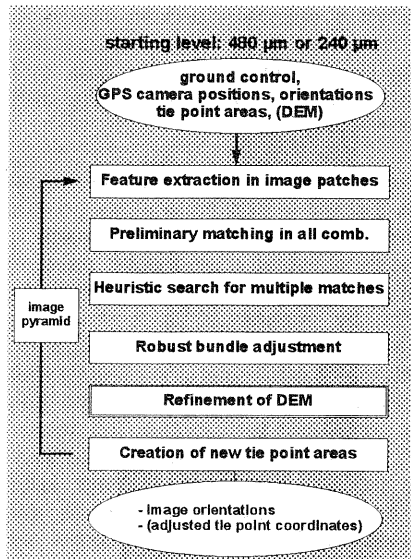 starting level: 480 µm or 240 µm
ground control,
GPS camera positions, orientations
tie point areas, (DEM)
Feature extraction in image patches
Preliminary matching in all comb.
Heuristic search for multiple matches
image
pyramid
Robust bundle adjustment
Refinement of DEM
Creation of new tie point areas
- image orientations
- (adjusted tie point coordinates)